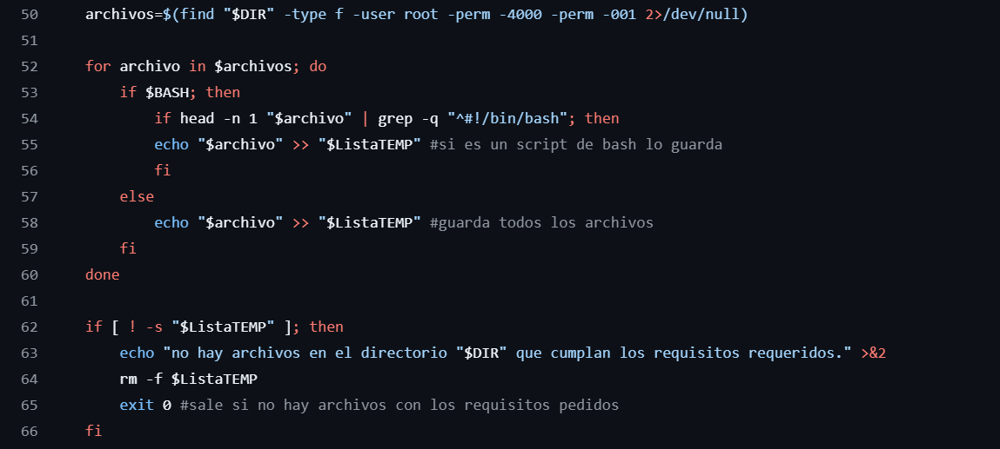 50 archivos=$(find "$DIR" -type f -user root -perm -4000 -perm -001 2>/dev/null)
51
52 for archivo in $archivos; do
53     if $BASH; then
54         if head -n 1 "$archivo" | grep -q "^#!/bin/bash"; then
55         echo "$archivo" >> "$ListaTEMP" #si es un script de bash lo guarda
56         fi
57     else
58         echo "$archivo" >> "$ListaTEMP" #guarda todos los archivos
59     fi
60 done
61
62 if [ ! -s "$ListaTEMP" ]; then
63     echo "no hay archivos en el directorio "$DIR" que cumplan los requisitos requeridos." >&2
64     rm -f $ListaTEMP
65     exit 0 #sale si no hay archivos con los requisitos pedidos
66 fi